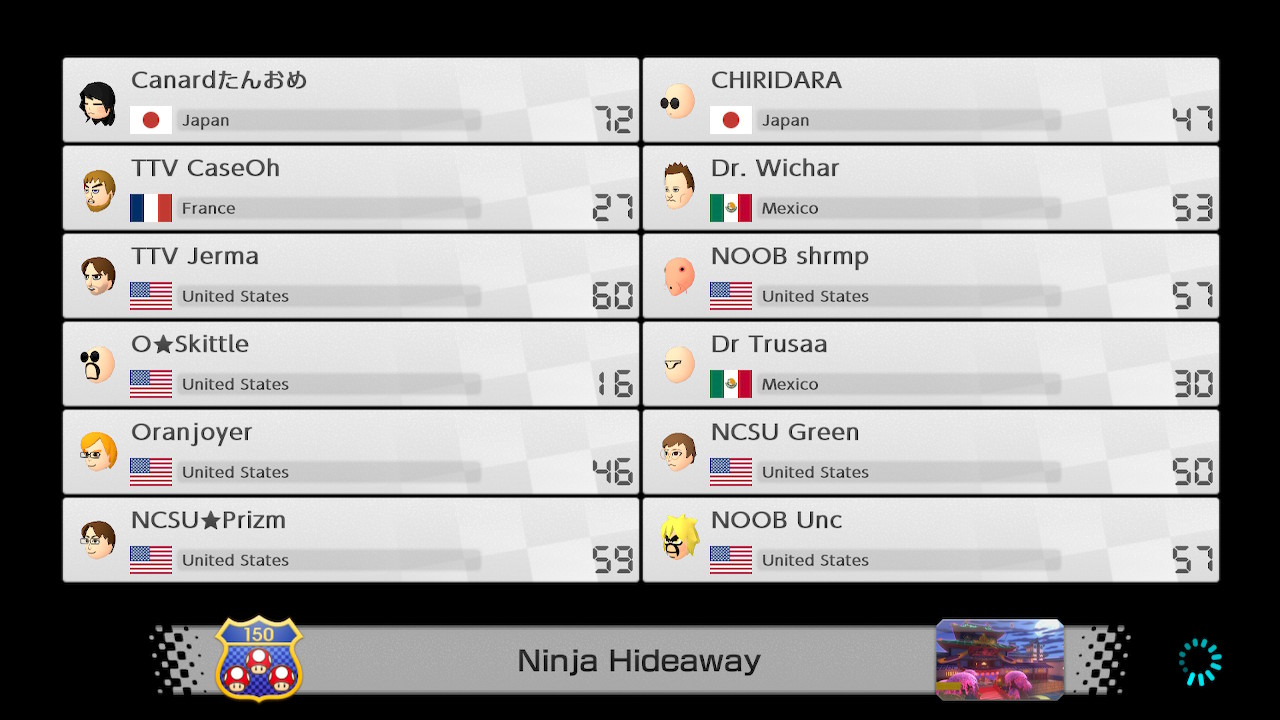 Canardたんおめ
Japan
72
CHIRIDARA
Japan
47
TTV CaseOh
France
27
Dr. Wichar
Mexico
53
TTV Jerma
United States
60
NOOB shrmp
United States
57
O★Skittle
United States
16
Dr Trusaa
Mexico
30
Oranjoyer
United States
46
NCSU Green
United States
50
NCSU★Prizm
United States
59
NOOB Unc
United States
57
150
Ninja Hideaway